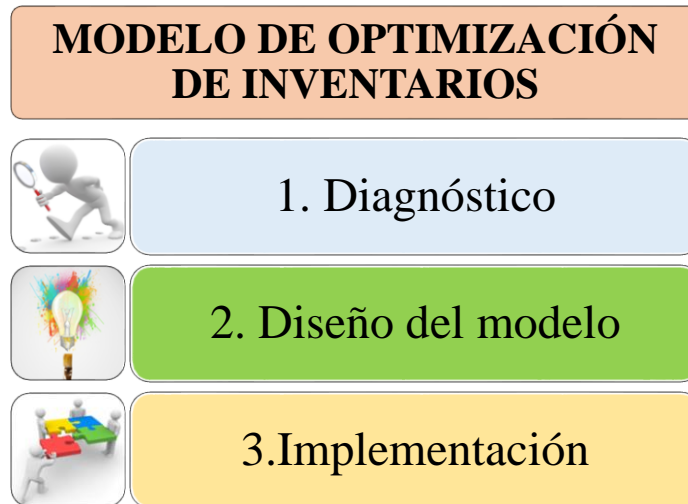 MODELO DE OPTIMIZACIÓN
DE INVENTARIOS
1. Diagnóstico
2. Diseño del modelo
3.Implementación